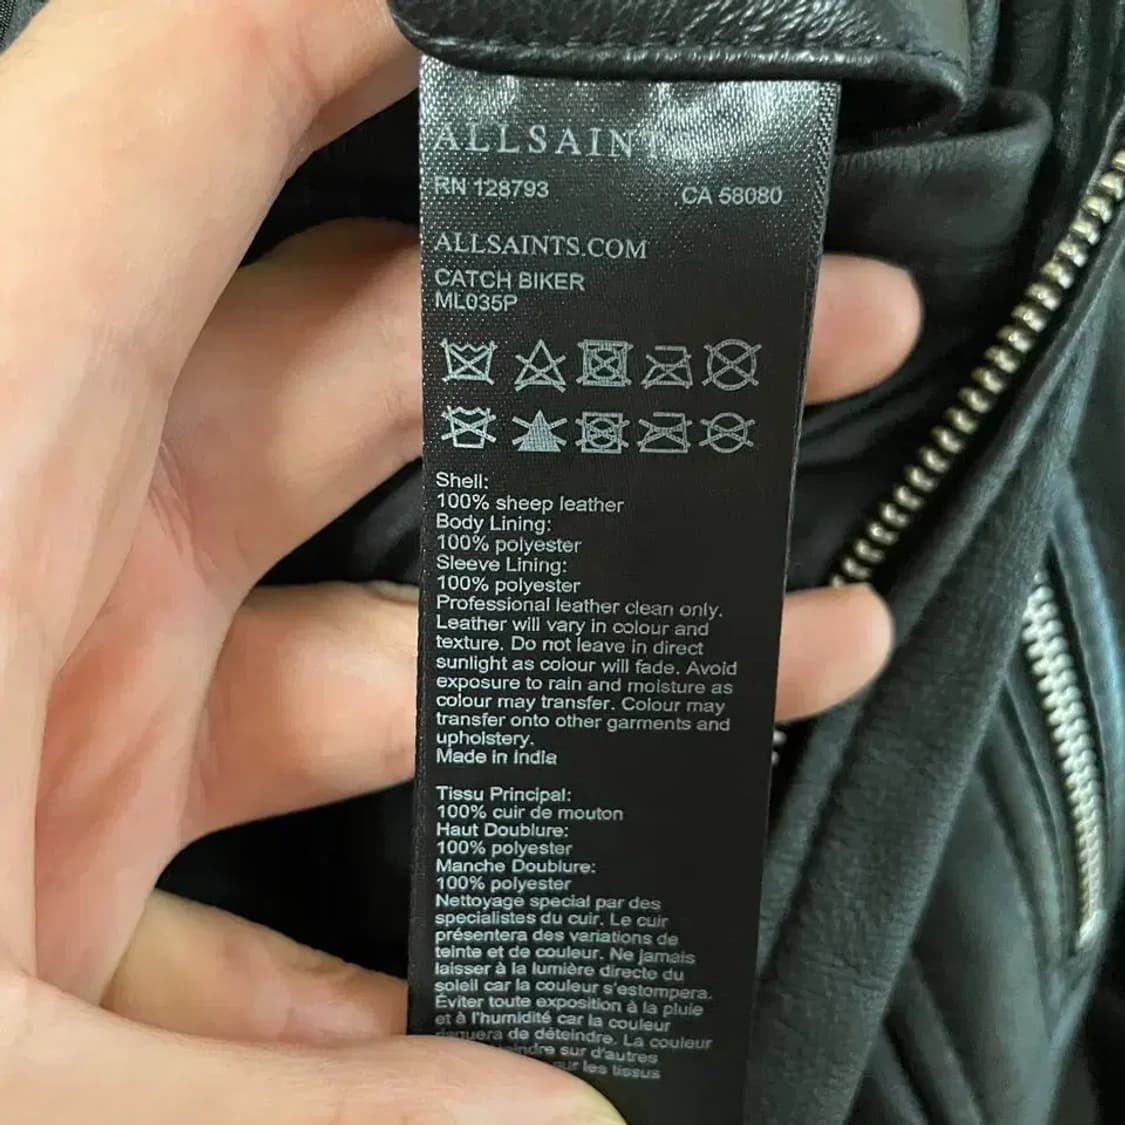 ALLSAIN
RN 128793 CA 58080
ALLSAINTS.COM
CATCH BIKER
ML035P
Shell:
100% sheep leather
Body Lining:
100% polyester
Sleeve Lining:
100% polyester
Professional leather clean only.
Leather will vary in colour and
texture. Do not leave in direct
sunlight as colour will fade. Avoid
exposure to rain and moisture as
colour may transfer. Colour may
transfer onto other garments and
upholstery.
Made in India
Tissu Principal:
100% cuir de mouton
Haut Doublure:
100% polyester
Manche Doublure:
100% polyester
Nettoyage special par des
specialistes du cuir. Le cuir
présentera des variations de
teinte et de couleur. Ne jamais
laisser à la lumière directe du
soleil car la couleur s'estompera.
Éviter toute exposition à la pluie
et à l'humidité car la couleur
de déteindre. La couleur
sur d'autres
sur les tissus